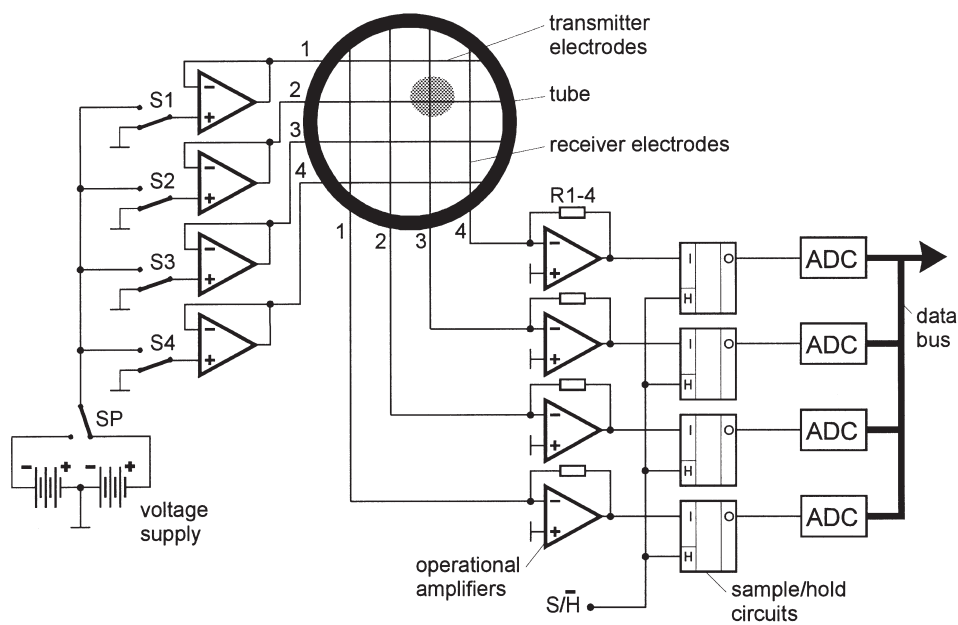 transmitter
electrodes
tube
receiver electrodes
1
2
3
4
S1
- +
S2
- +
S3
- +
S4
- +
SP
- + - +
voltage
supply
1 2 3 4
R1-4
- +
- +
- +
- +
I O
H
I O
H
I O
H
I O
H
ADC
ADC
ADC
ADC
data
bus
operational
amplifiers
S/H̅
sample/hold
circuits